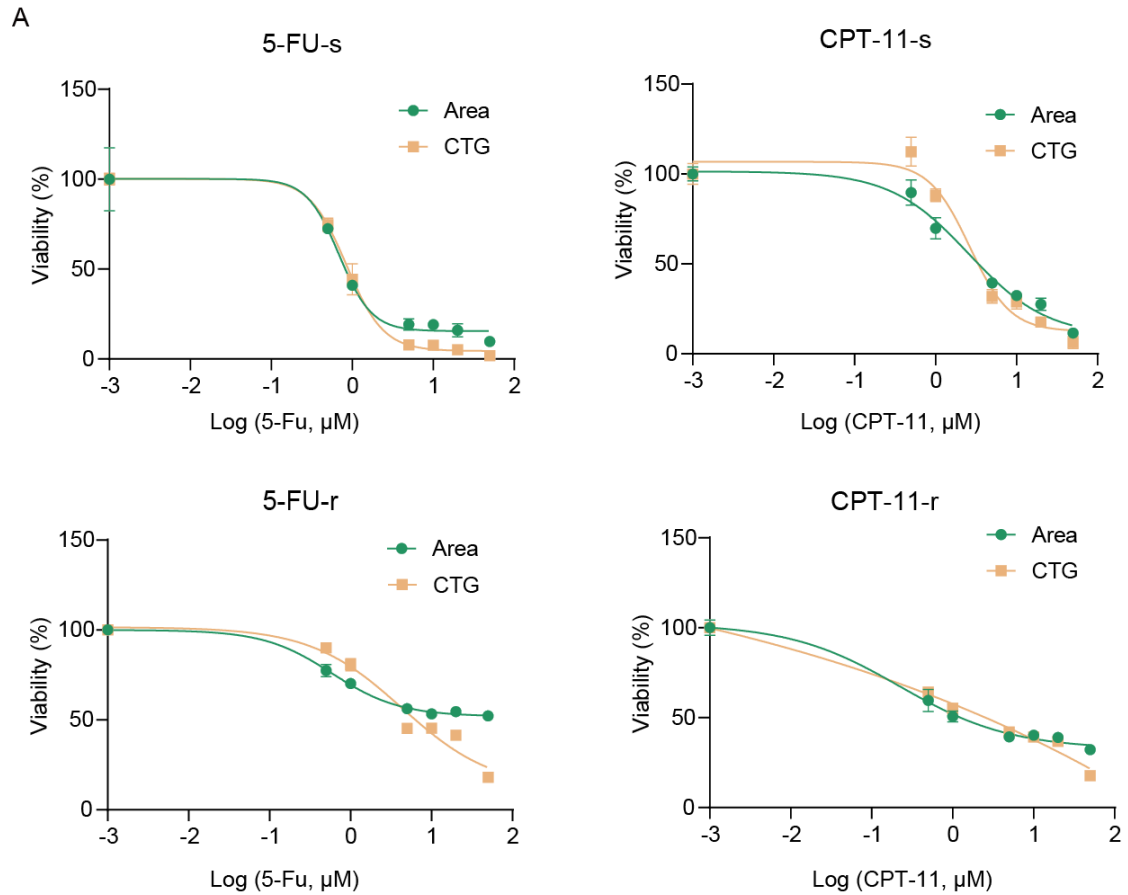 A
5-FU-s
150
100
50
0
-3
-2
-1
0
1
2
Viability (%)
Log (5-Fu, µM)
Area
CTG
CPT-11-s
150
100
50
0
-3
-2
-1
0
1
2
Viability (%)
Log (CPT-11, µM)
Area
CTG
5-FU-r
150
100
50
0
-3
-2
-1
0
1
2
Viability (%)
Log (5-Fu, µM)
Area
CTG
CPT-11-r
150
100
50
0
-3
-2
-1
0
1
2
Viability (%)
Log (CPT-11, µM)
Area
CTG